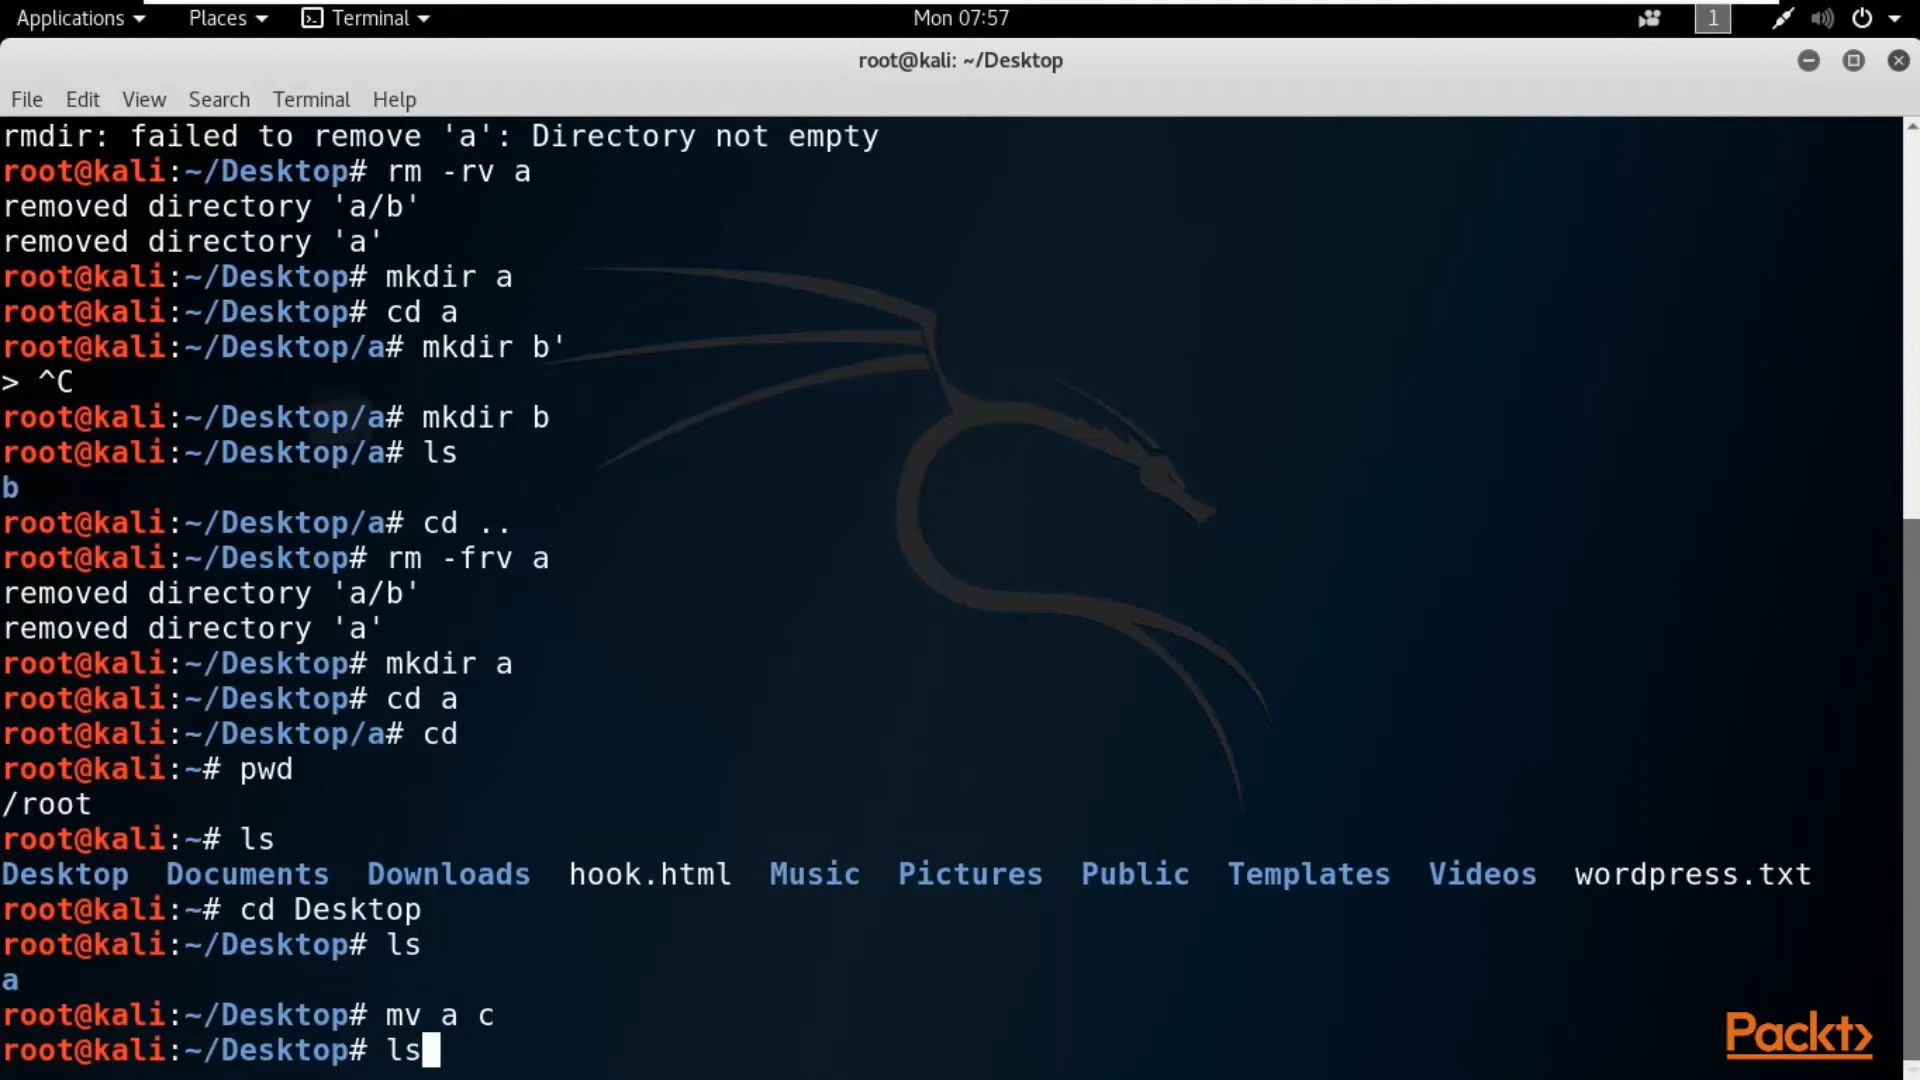 Applications Places Terminal Mon 07:57 1
root@kali: ~/Desktop
File Edit View Search Terminal Help
rmdir: failed to remove 'a': Directory not empty
root@kali:~/Desktop# rm -rv a
removed directory 'a/b'
removed directory 'a'
root@kali:~/Desktop# mkdir a
root@kali:~/Desktop# cd a
root@kali:~/Desktop/a# mkdir b'
> ^C
root@kali:~/Desktop/a# mkdir b
root@kali:~/Desktop/a# ls
b
root@kali:~/Desktop/a# cd ..
root@kali:~/Desktop# rm -frv a
removed directory 'a/b'
removed directory 'a'
root@kali:~/Desktop# mkdir a
root@kali:~/Desktop# cd a
root@kali:~/Desktop/a# cd
root@kali:~# pwd
/root
root@kali:~# ls
Desktop Documents Downloads hook.html Music Pictures Public Templates Videos wordpress.txt
root@kali:~# cd Desktop
root@kali:~/Desktop# ls
a
root@kali:~/Desktop# mv a c
root@kali:~/Desktop# ls
Packt>